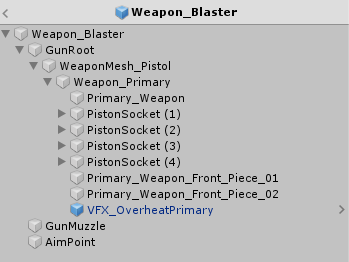 Weapon_Blaster
Weapon_Blaster
GunRoot
WeaponMesh_Pistol
Weapon_Primary
Primary_Weapon
PistonSocket (1)
PistonSocket (2)
PistonSocket (3)
PistonSocket (4)
Primary_Weapon_Front_Piece_01
Primary_Weapon_Front_Piece_02
VFX_OverheatPrimary
GunMuzzle
AimPoint